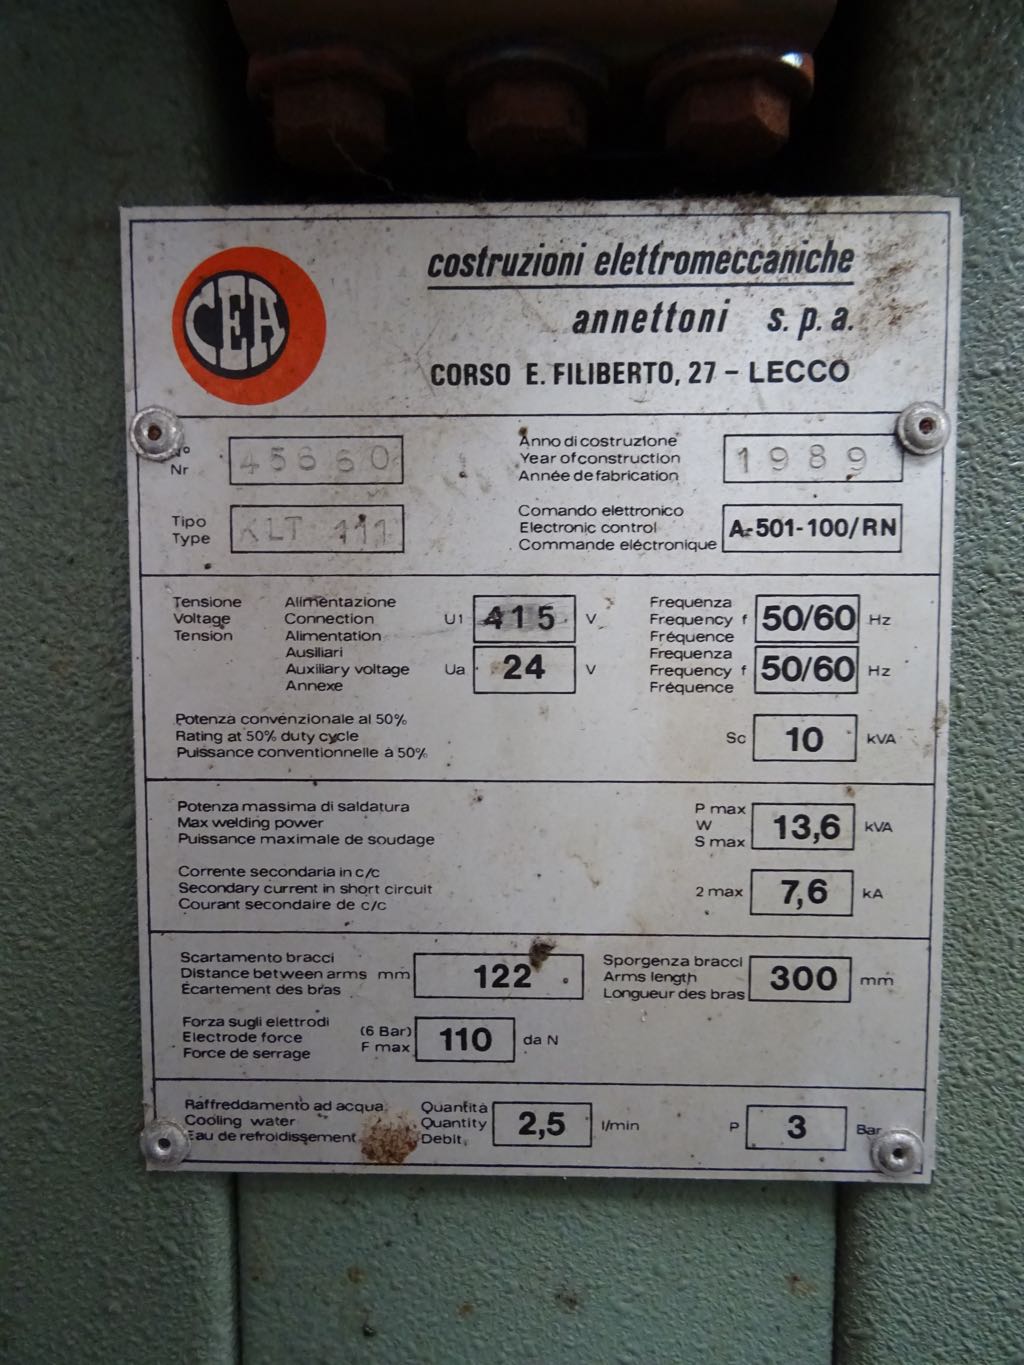 CEA
costruzioni elettromeccaniche
annettoni s.p.a.
CORSO E. FILIBERTO, 27 – LECCO
N°
Nr
45660
Anno di costruzione
Year of construction
Année de fabrication
1989
Tipo
Type
KLT 111
Comando elettronico
Electronic control
Commande eléctronique
A-501-100/RN
Tensione
Voltage
Tension
Alimentazione
Connection
Alimentation
U1 415 V
Frequenza
Frequency f
Fréquence
50/60 Hz
Ausiliari
Auxiliary voltage
Annexe
Ua 24 V
Frequenza
Frequency f
Fréquence
50/60 Hz
Potenza convenzionale al 50%
Rating at 50% duty cycle
Puissance conventionnelle à 50%
Sc 10 kVA
Potenza massima di saldatura
Max welding power
Puissance maximale de soudage
P max
W
S max
13,6 kVA
Corrente secondaria in c/c
Secondary current in short circuit
Courant secondaire de c/c
2 max 7,6 kA
Scartamento bracci
Distance between arms mm
Écartement des bras
122
Sporgenza bracci
Arms length
Longueur des bras
300 mm
Forza sugli elettrodi
Electrode force
Force de serrage
(6 Bar)
F max
110 da N
Raffreddamento ad acqua
Cooling water
Eau de refroidissement
Quantità
Quantity
Debit
2,5 l/min
P 3 Bar